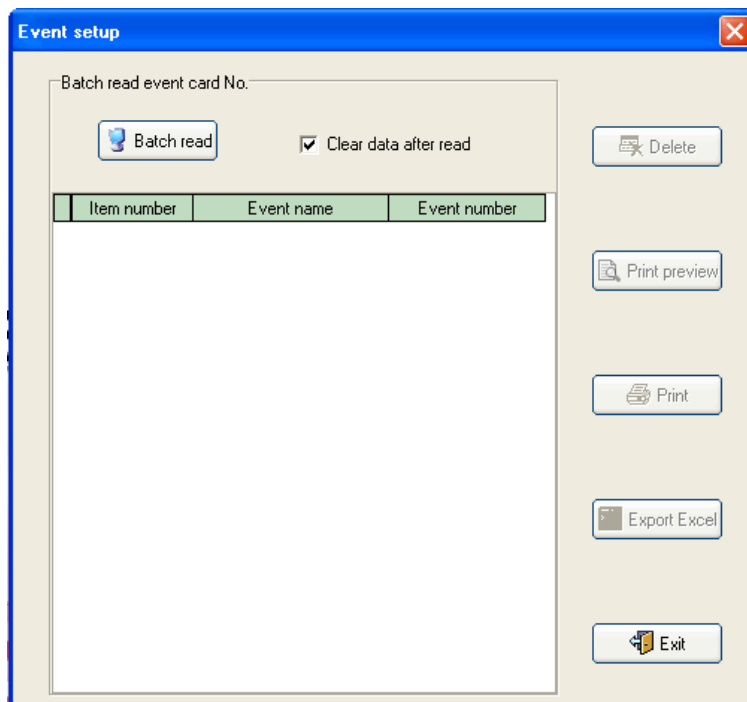 Event setup
Batch read event card No.
Batch read
Clear data after read
Delete
Item number Event name Event number
Print preview
Print
Export Excel
Exit